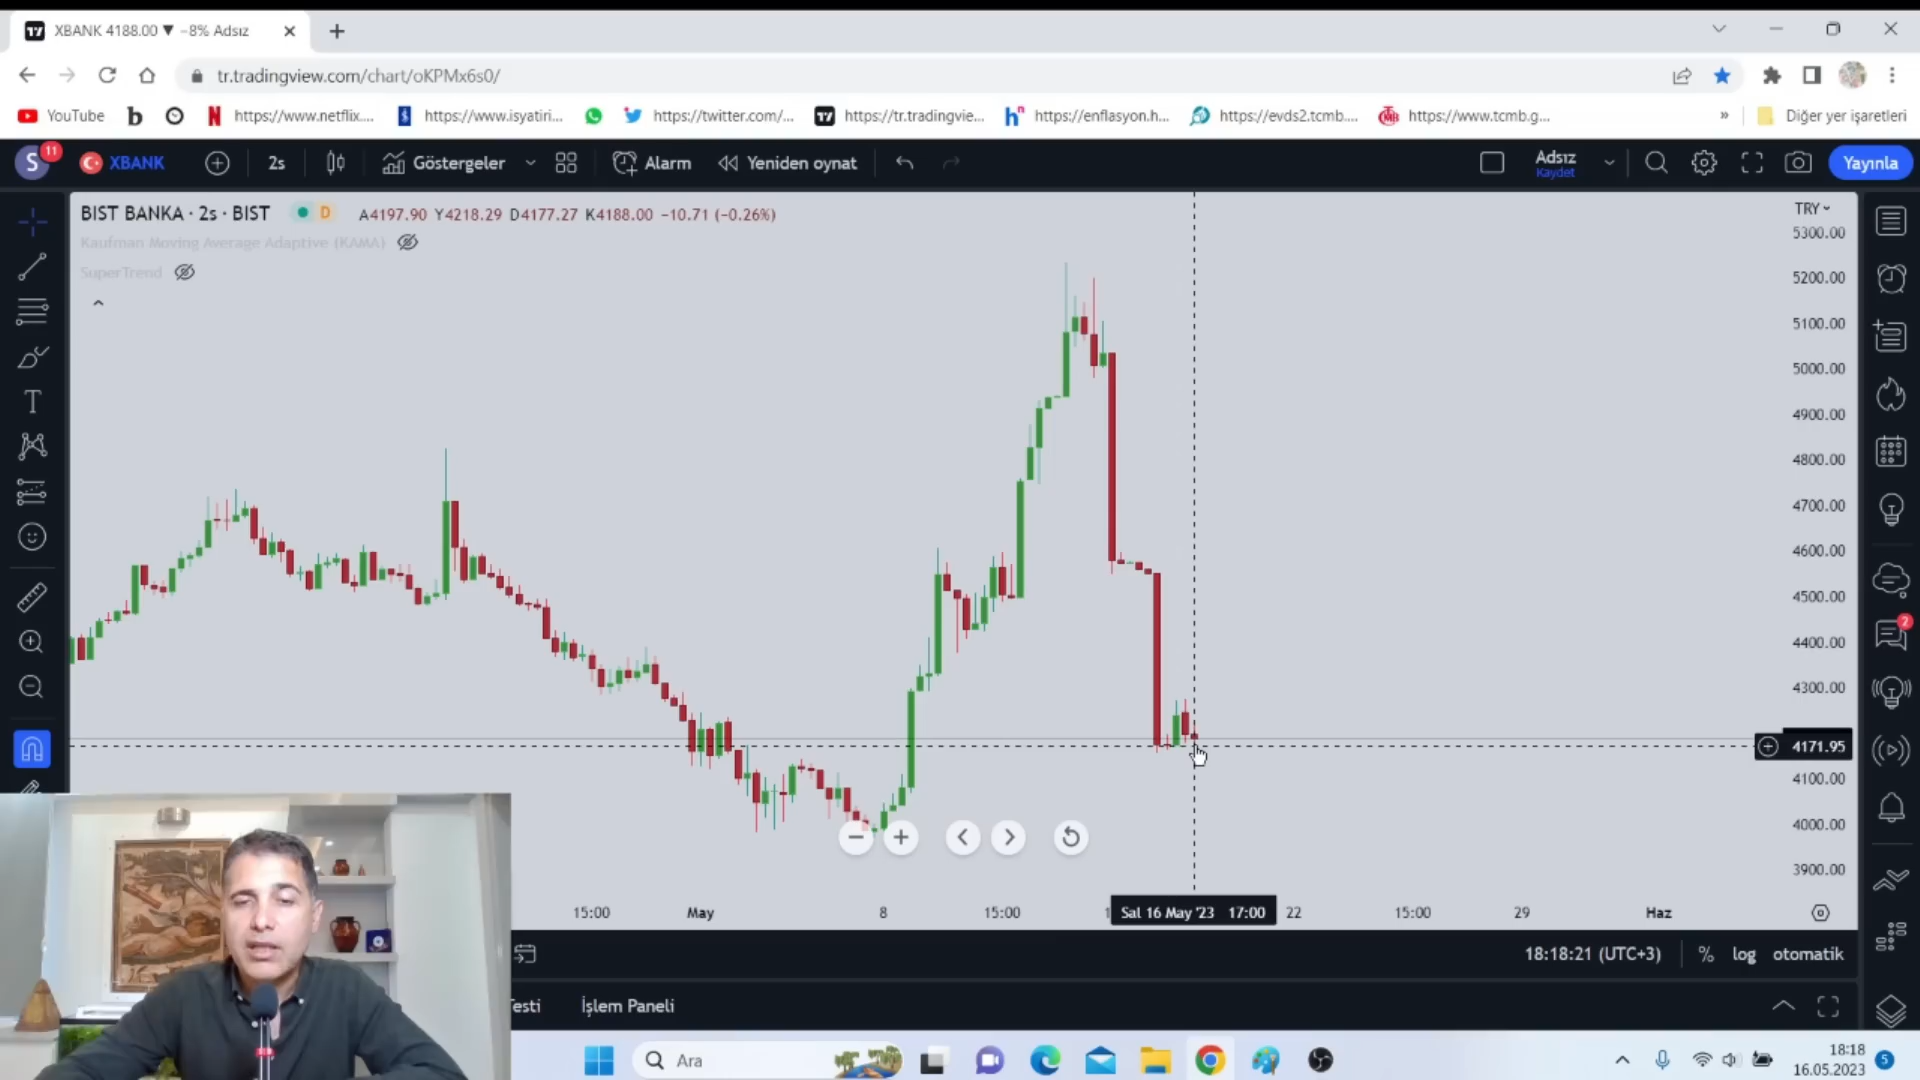 XBANK 4188.00 ▼ −8% Adsız
tr.tradingview.com/chart/oKPMx6s0/
YouTube
https://www.netflix....
https://www.isyatiri...
https://twitter.com/...
https://tr.tradingvie...
https://enflasyon.h...
https://evds2.tcmb....
https://www.tcmb.g...
» Diğer yer işaretleri
S 11 XBANK 2s Göstergeler Alarm Yeniden oynat Adsız Yayınla
Kaydet
BIST BANKA · 2s · BIST D A4197.90 Y4218.29 D4177.27 K4188.00 −10.71 (−0.26%)
Kaufman Moving Average Adaptive (KAMA)
SuperTrend
TRY
5300.00
5200.00
5100.00
5000.00
4900.00
4800.00
4700.00
4600.00
4500.00
4400.00
4300.00
4171.95
4100.00
4000.00
3900.00
2
15:00 May 8 15:00 Sal 16 May '23 17:00 22 15:00 29 Haz
18:18:21 (UTC+3) % log otomatik
İşlem Paneli
Ara
18:18
16.05.2023 5